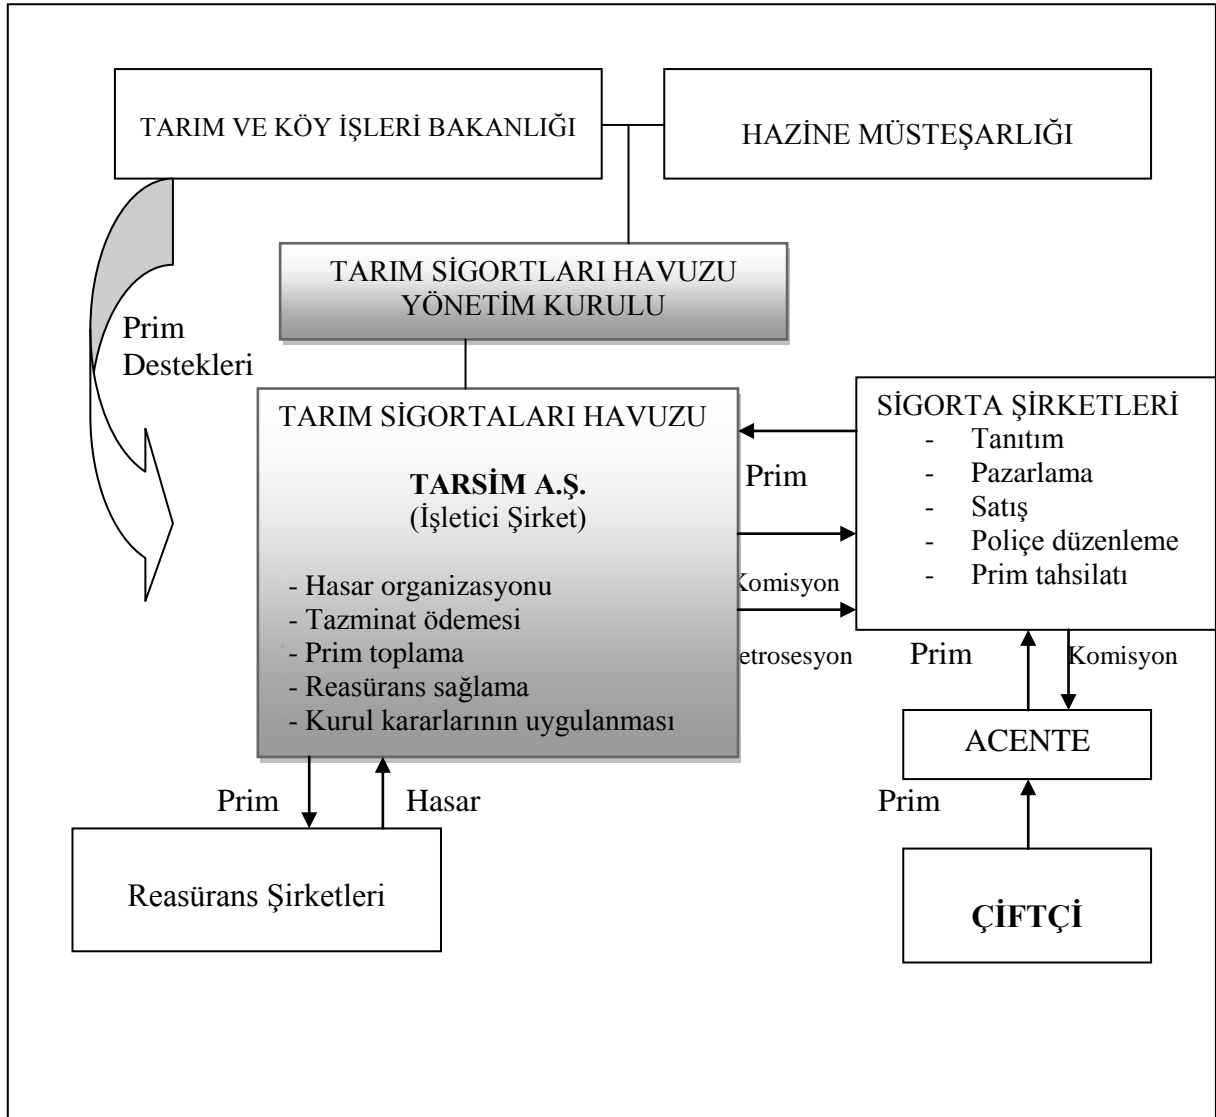 TARIM VE KÖY İŞLERİ BAKANLIĞI
HAZİNE MÜSTEŞARLIĞI
TARIM SİGORTLARI HAVUZU
YÖNETİM KURULU
Prim
Destekleri
TARIM SİGORTALARI HAVUZU
TARSİM A.Ş.
(İşletici Şirket)
- Hasar organizasyonu
- Tazminat ödemesi
- Prim toplama
- Reasürans sağlama
- Kurul kararlarının uygulanması
Prim
Komisyon
etrosesyon
SİGORTA ŞİRKETLERİ
- Tanıtım
- Pazarlama
- Satış
- Poliçe düzenleme
- Prim tahsilatı
Prim
Komisyon
ACENTE
Prim
ÇİFTÇİ
Prim
Hasar
Reasürans Şirketleri